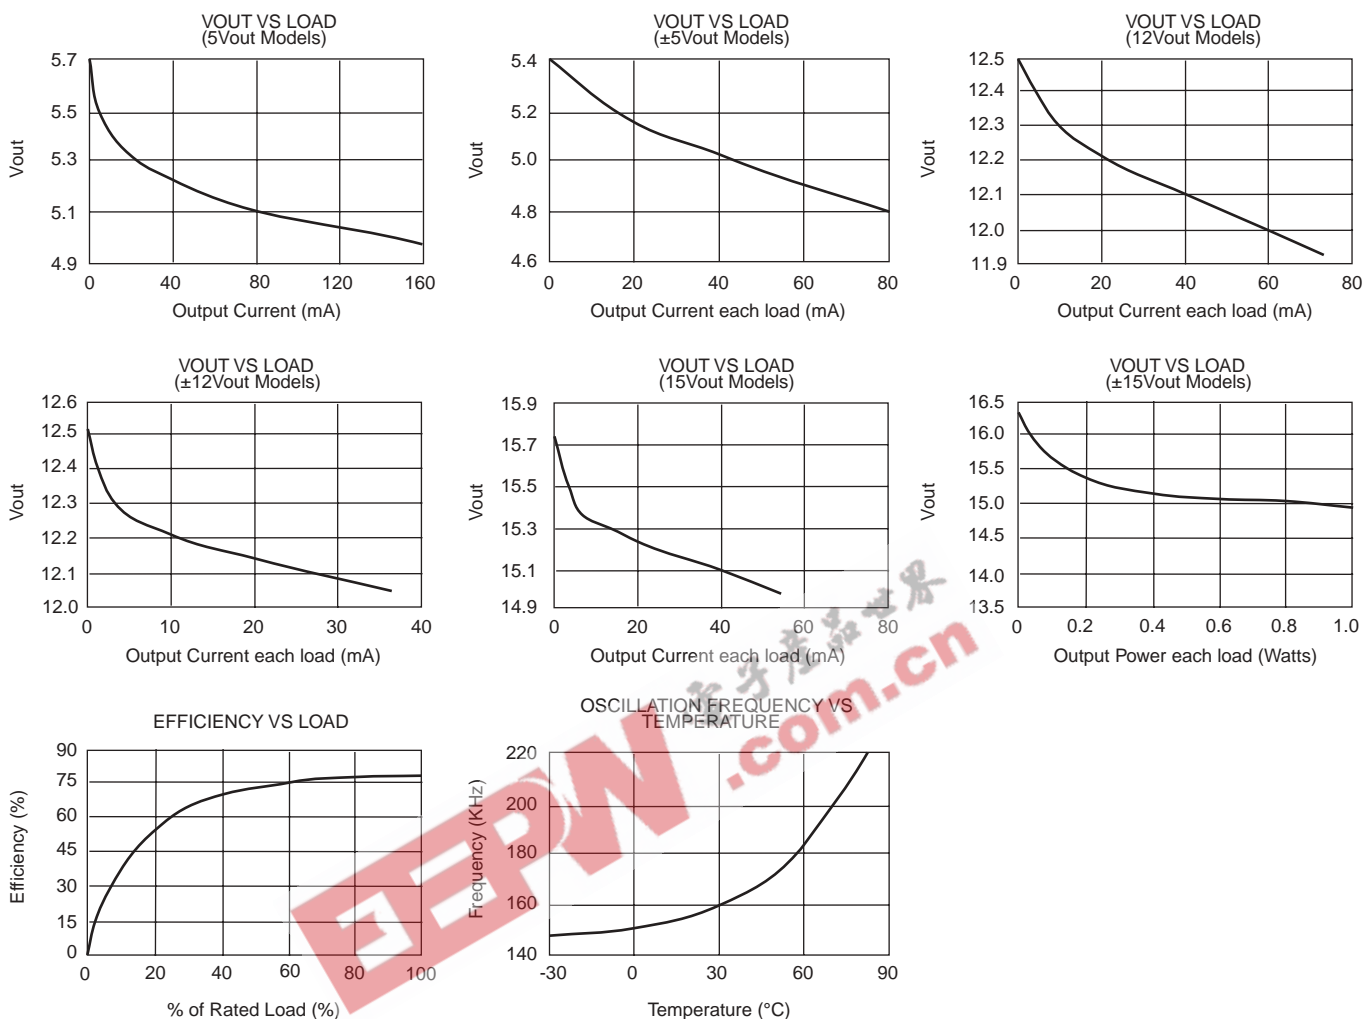 VOUT VS LOAD
(5Vout Models)
5.7
5.5
5.3
5.1
4.9
Vout
0 40 80 120 160
Output Current (mA)
VOUT VS LOAD
(±5Vout Models)
5.4
5.2
5.0
4.8
4.6
Vout
0 20 40 60 80
Output Current each load (mA)
VOUT VS LOAD
(12Vout Models)
12.5
12.4
12.3
12.2
12.1
12.0
11.9
Vout
0 20 40 60 80
Output Current each load (mA)
VOUT VS LOAD
(±12Vout Models)
12.6
12.5
12.4
12.3
12.2
12.1
12.0
Vout
0 10 20 30 40
Output Current each load (mA)
VOUT VS LOAD
(15Vout Models)
15.9
15.7
15.5
15.3
15.1
14.9
Vout
0 20 40 60 80
Output Current each load (mA)
VOUT VS LOAD
(±15Vout Models)
16.5
16.0
15.5
15.0
14.5
14.0
13.5
Vout
0 0.2 0.4 0.6 0.8 1.0
Output Power each load (Watts)
EFFICIENCY VS LOAD
90
75
60
45
30
15
0
Efficiency (%)
0 20 40 60 80 100
% of Rated Load (%)
OSCILLATION FREQUENCY VS
TEMPERATURE
220
200
180
160
140
Frequency (KHz)
-30 0 30 60 90
Temperature (°C)
EEPW
.com.cn
电子產品世界